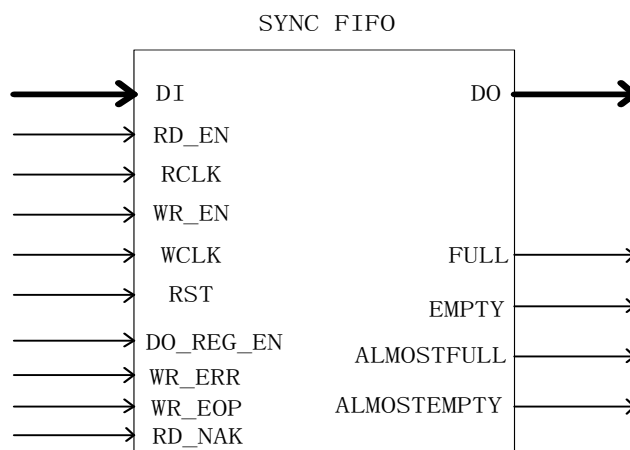 SYNC FIFO
DI DO
RD_EN
RCLK
WR_EN
WCLK FULL
RST
EMPTY
DO_REG_EN
ALMOSTFULL
WR_ERR
WR_EOP ALMOSTEMPTY
RD_NAK